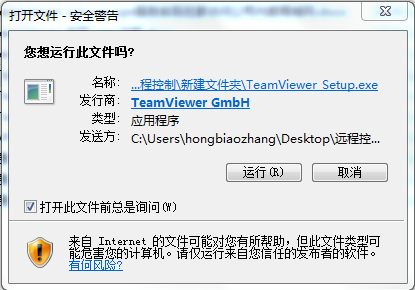 打开文件 - 安全警告
您想运行此文件吗?
名称: ...程控制\新建文件夹\TeamViewer Setup.exe
发行商: TeamViewer GmbH
类型: 应用程序
发送方: C:\Users\hongbiaozhang\Desktop\远程控...
运行(R) 取消
打开此文件前总是询问(W)
来自 Internet 的文件可能对您有所帮助，但此文件类型可
能危害您的计算机。请仅运行来自您信任的发布者的软件。
有何风险?